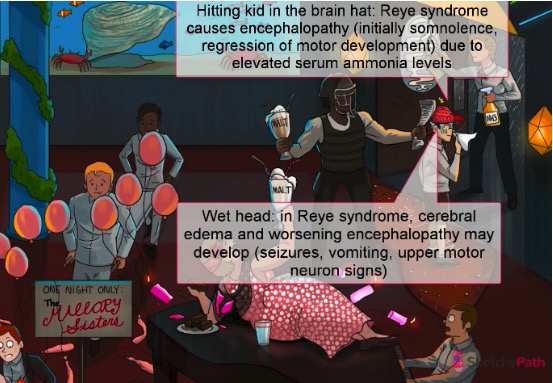 Hitting kid in the brain hat: Reye syndrome
causes encephalopathy (initially somnolence,
regression of motor development) due to
elevated serum ammonia levels
MALT
NH3
MALT
Wet head: in Reye syndrome, cerebral
edema and worsening encephalopathy may
develop (seizures, vomiting, upper motor
neuron signs)
ONE NIGHT ONLY:
The
MALLORY
Sisters
SketchyPath